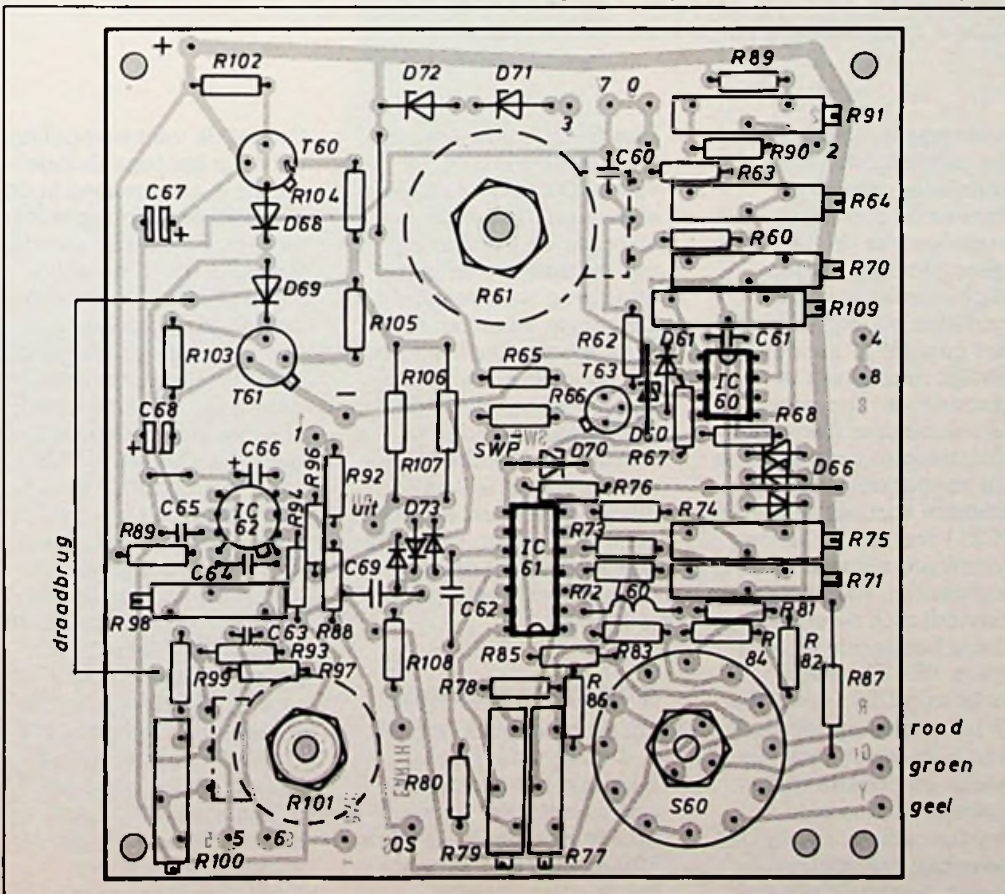 +
R102
D72
D71
3
7 0
R89
R91
T60
R104
C67
+
D68
C60
R90
2
R63
R64
D69
R61
R60
R70
R109
R103
T61
R105
R106
R65
R62
D61
C61
T63
IC
60
4
8
C68
+
R66
D60
R68
R67
–
1
R107
SWP
D70
D66
C66
+
R96
R92
uit
R76
R74
C65
IC
62
R94
D73
R73
R75
R89
C64
IC
61
R71
draadbrug
C69
C62
R72
L60
R81
R98
C63
R88
R84
R82
R93
R108
R85
R83
R87
R99
R97
R78
R86
R80
rood
groen
geel
R101
S60
5
6
OS
R100
R79
R77